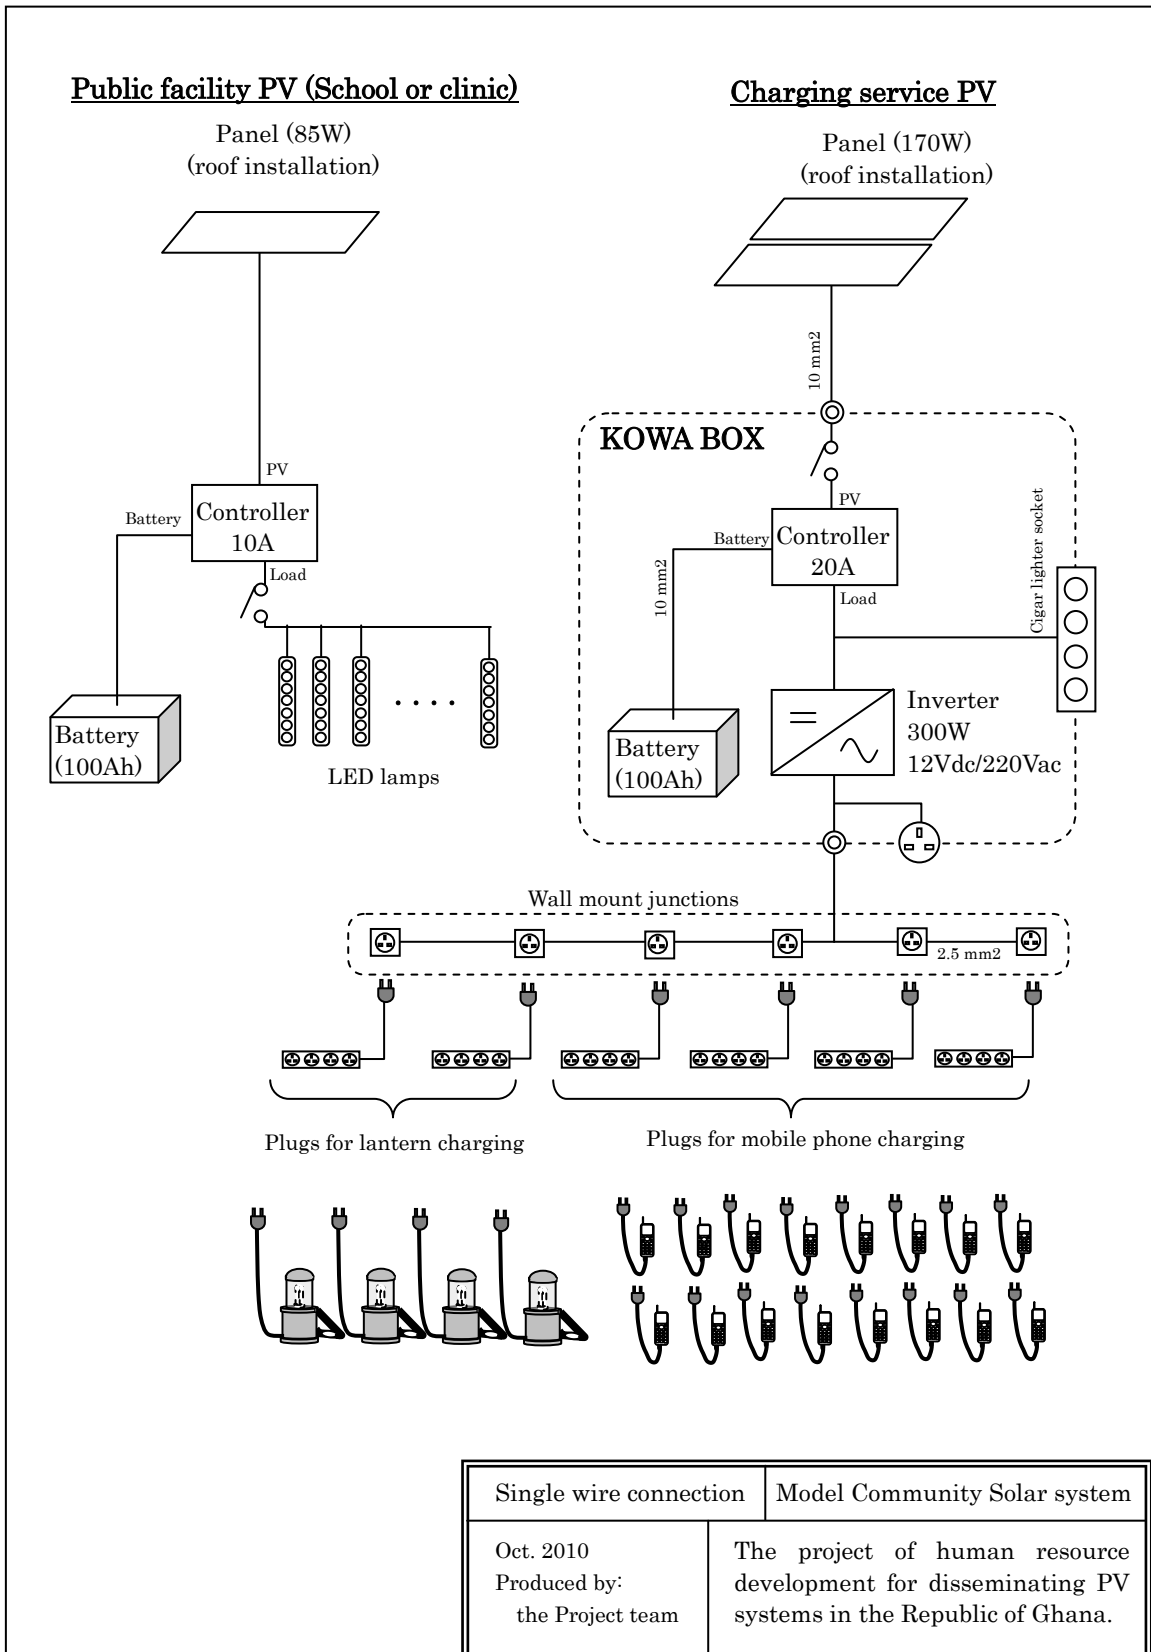 Public facility PV (School or clinic)
Panel (85W)
(roof installation)
PV
Battery
Controller
10A
Load
Battery
(100Ah)
LED lamps
Charging service PV
Panel (170W)
(roof installation)
10 mm2
KOWA BOX
PV
Battery
Controller
20A
10 mm2
Load
Cigar lighter socket
Battery
(100Ah)
Inverter
300W
12Vdc/220Vac
Wall mount junctions
2.5 mm2
Plugs for lantern charging
Plugs for mobile phone charging
Single wire connection
Model Community Solar system
Oct. 2010
Produced by:
the Project team
The project of human resource
development for disseminating PV
systems in the Republic of Ghana.